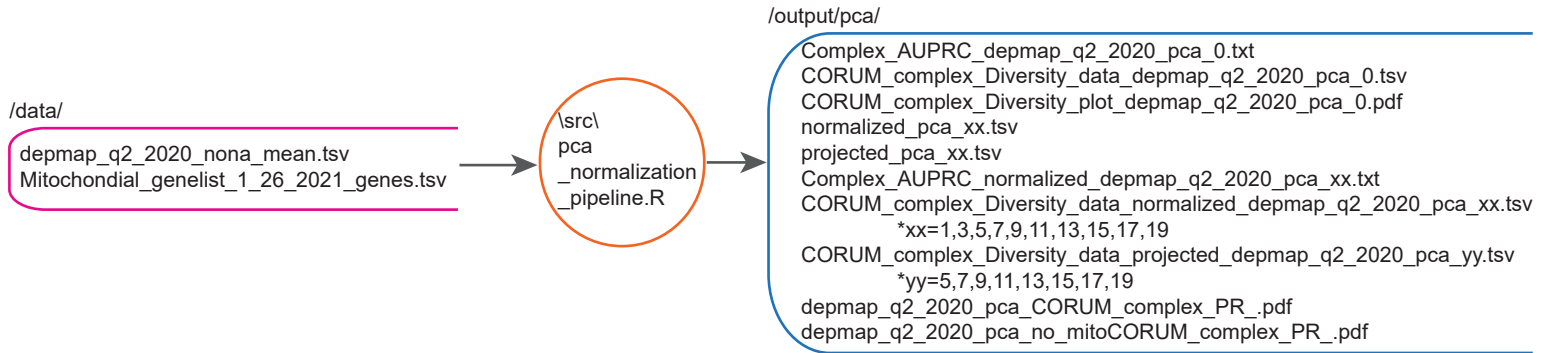 /data/
depmap_q2_2020_nona_mean.tsv
Mitochondial_genelist_1_26_2021_genes.tsv
\src\
pca
_normalization
_pipeline.R
/output/pca/
Complex_AUPRC_depmap_q2_2020_pca_0.txt
CORUM_complex_Diversity_data_depmap_q2_2020_pca_0.tsv
CORUM_complex_Diversity_plot_depmap_q2_2020_pca_0.pdf
normalized_pca_xx.tsv
projected_pca_xx.tsv
Complex_AUPRC_normalized_depmap_q2_2020_pca_xx.txt
CORUM_complex_Diversity_data_normalized_depmap_q2_2020_pca_xx.tsv
*xx=1,3,5,7,9,11,13,15,17,19
CORUM_complex_Diversity_data_projected_depmap_q2_2020_pca_yy.tsv
*yy=5,7,9,11,13,15,17,19
depmap_q2_2020_pca_CORUM_complex_PR_.pdf
depmap_q2_2020_pca_no_mitoCORUM_complex_PR_.pdf